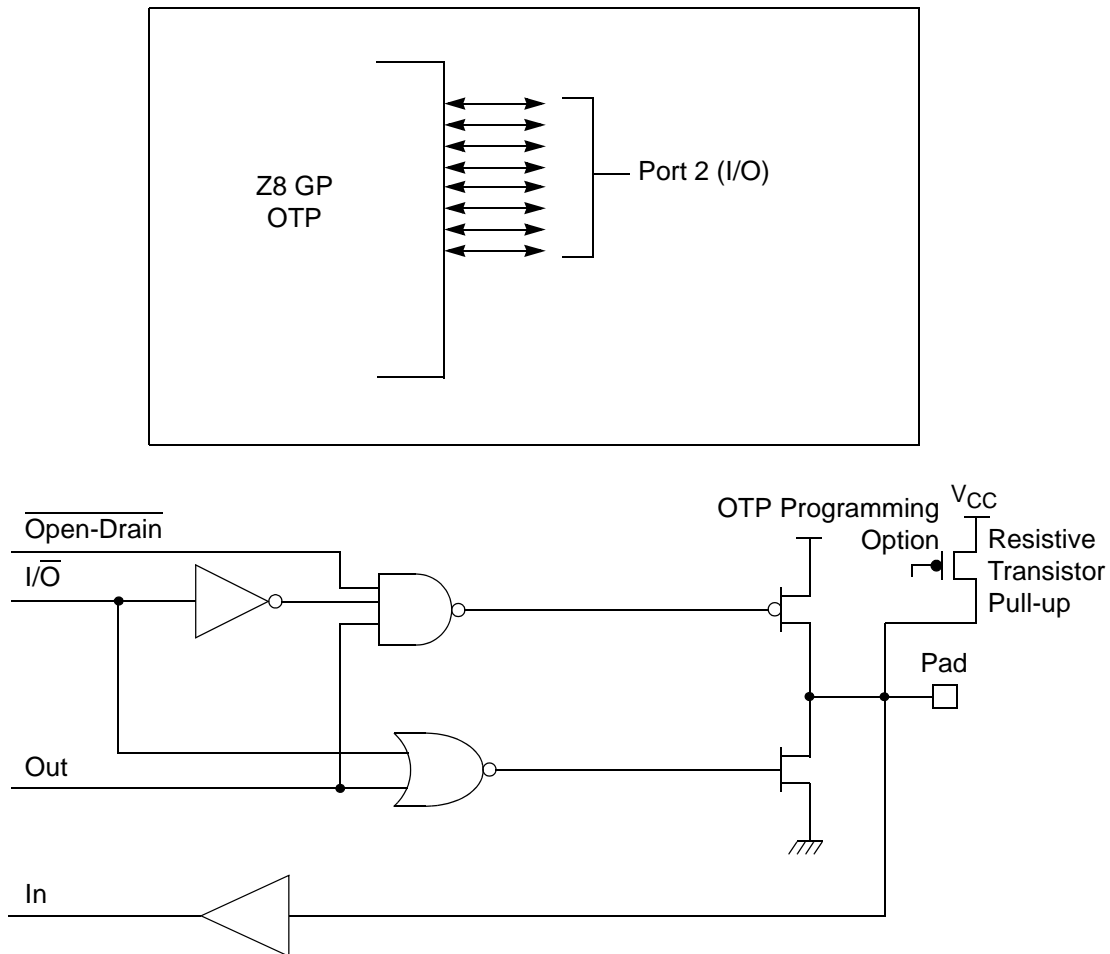 Z8 GP
OTP
Port 2 (I/O)
Open-Drain
I/O
OTP Programming
Option
VCC
Resistive
Transistor
Pull-up
Pad
Out
In